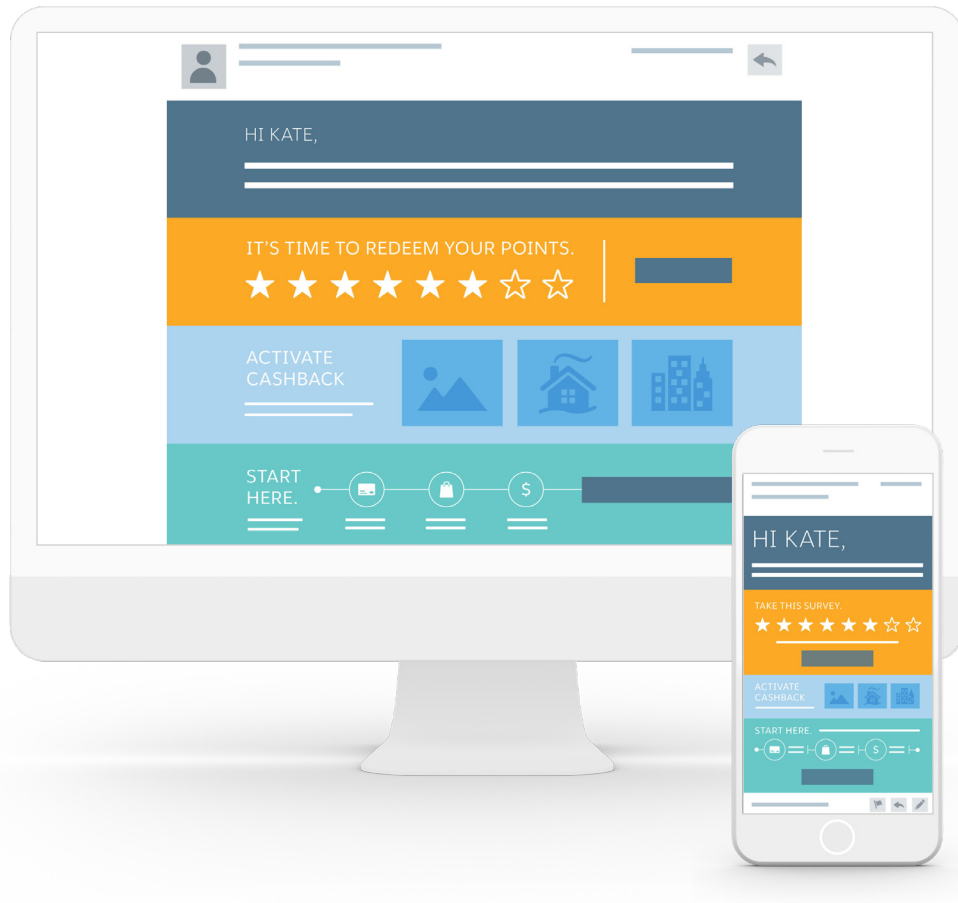 HI KATE,
IT'S TIME TO REDEEM YOUR POINTS.
ACTIVATE
CASHBACK
START
HERE.
$
HI KATE,
TAKE THIS SURVEY.
ACTIVATE
CASHBACK
START HERE.
$